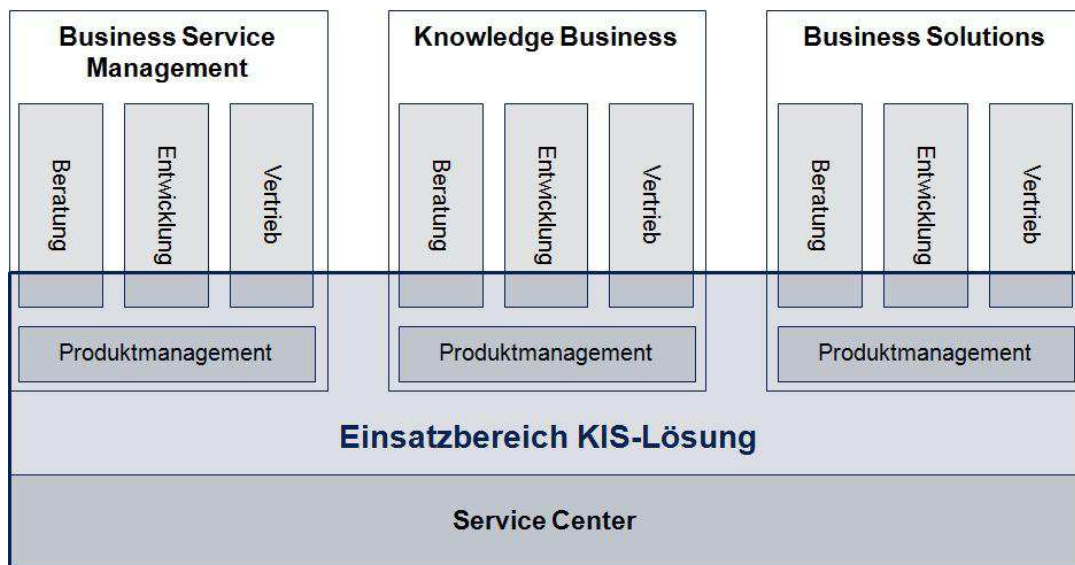 Business Service
Management
Knowledge Business
Business Solutions
Beratung
Entwicklung
Vertrieb
Beratung
Entwicklung
Vertrieb
Beratung
Entwicklung
Vertrieb
Produktmanagement
Produktmanagement
Produktmanagement
Einsatzbereich KIS-Lösung
Service Center